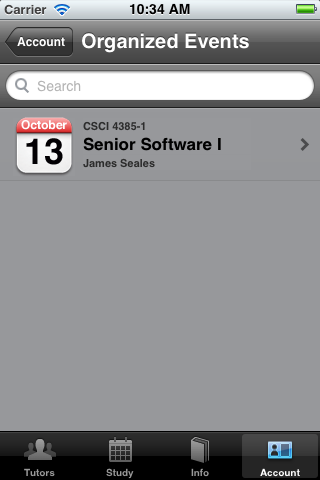 Carrier 10:34 AM
Account Organized Events
Search
October
13
CSCI 4385-1
Senior Software I
James Seales
Tutors Study Info Account